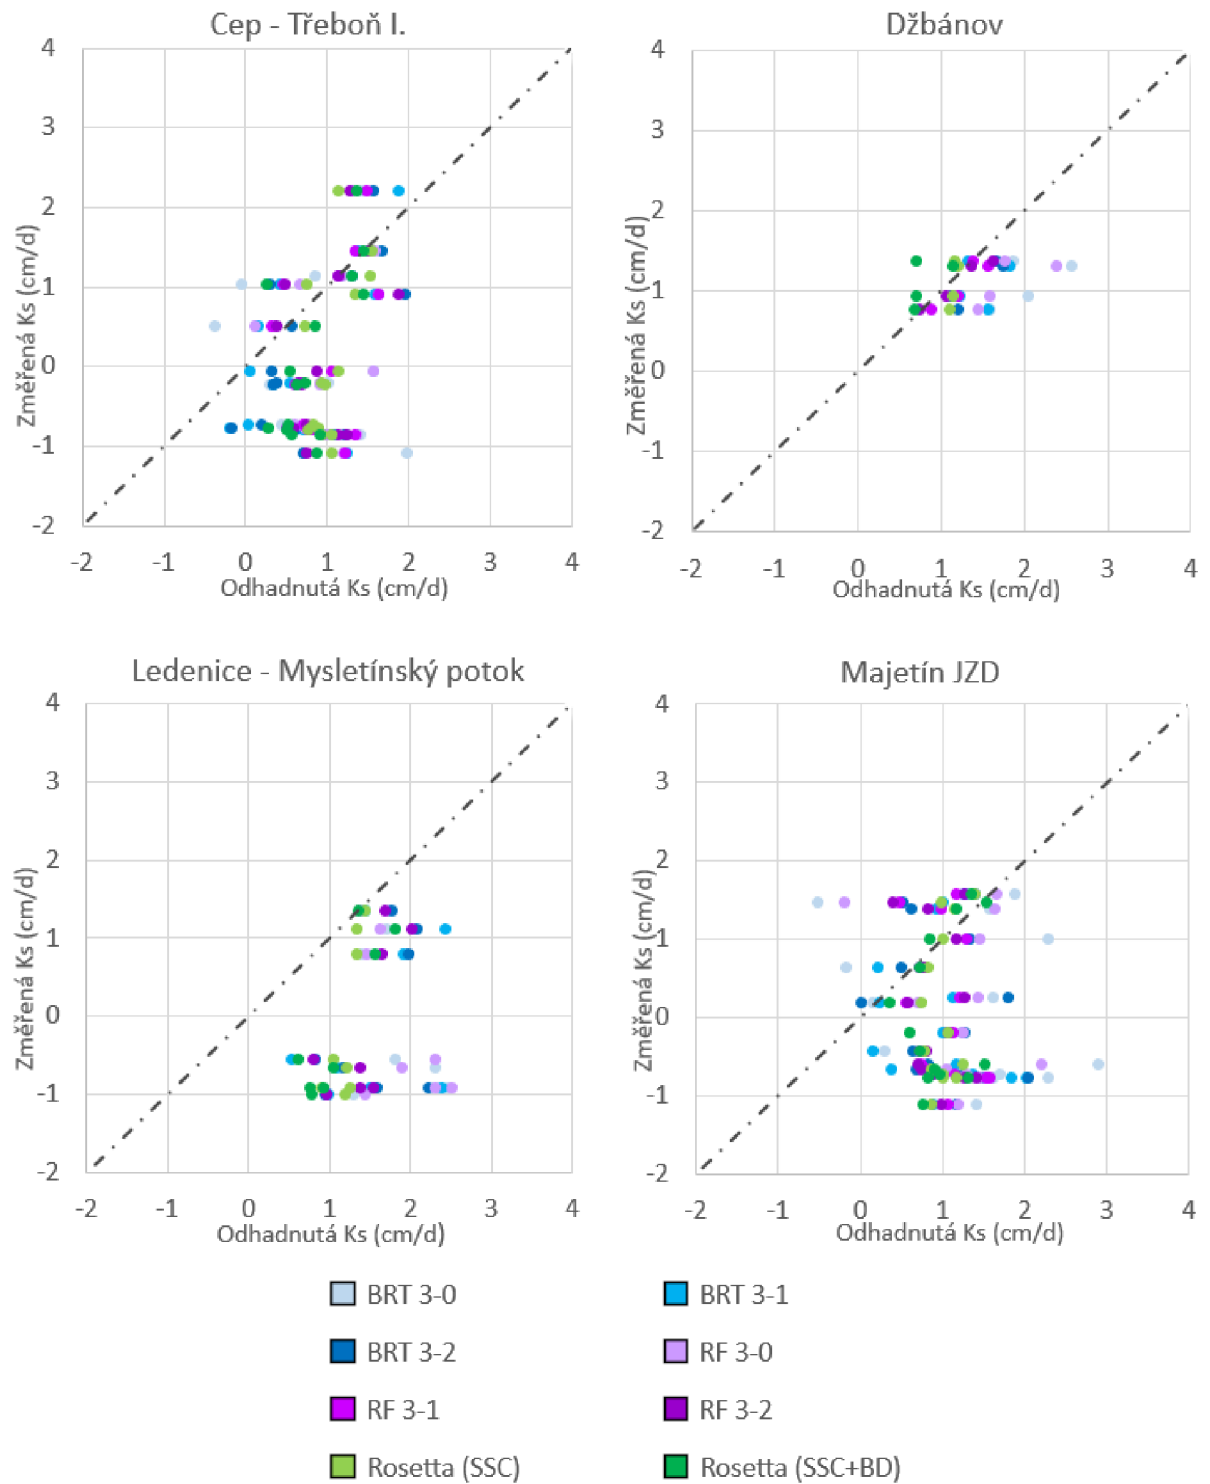 Cep - Třeboň I.
4
3
2
1
0
-1
-2
Změřená Ks (cm/d)
-2 -1 0 1 2 3 4
Odhadnutá Ks (cm/d)
Džbánov
4
3
2
1
0
-1
-2
Změřená Ks (cm/d)
-2 -1 0 1 2 3 4
Odhadnutá Ks (cm/d)
Ledenice - Mysletínský potok
4
3
2
1
0
-1
-2
Změřená Ks (cm/d)
-2 -1 0 1 2 3 4
Odhadnutá Ks (cm/d)
Majetín JZD
4
3
2
1
0
-1
-2
Změřená Ks (cm/d)
-2 -1 0 1 2 3 4
Odhadnutá Ks (cm/d)
BRT 3-0
BRT 3-1
BRT 3-2
RF 3-0
RF 3-1
RF 3-2
Rosetta (SSC)
Rosetta (SSC+BD)